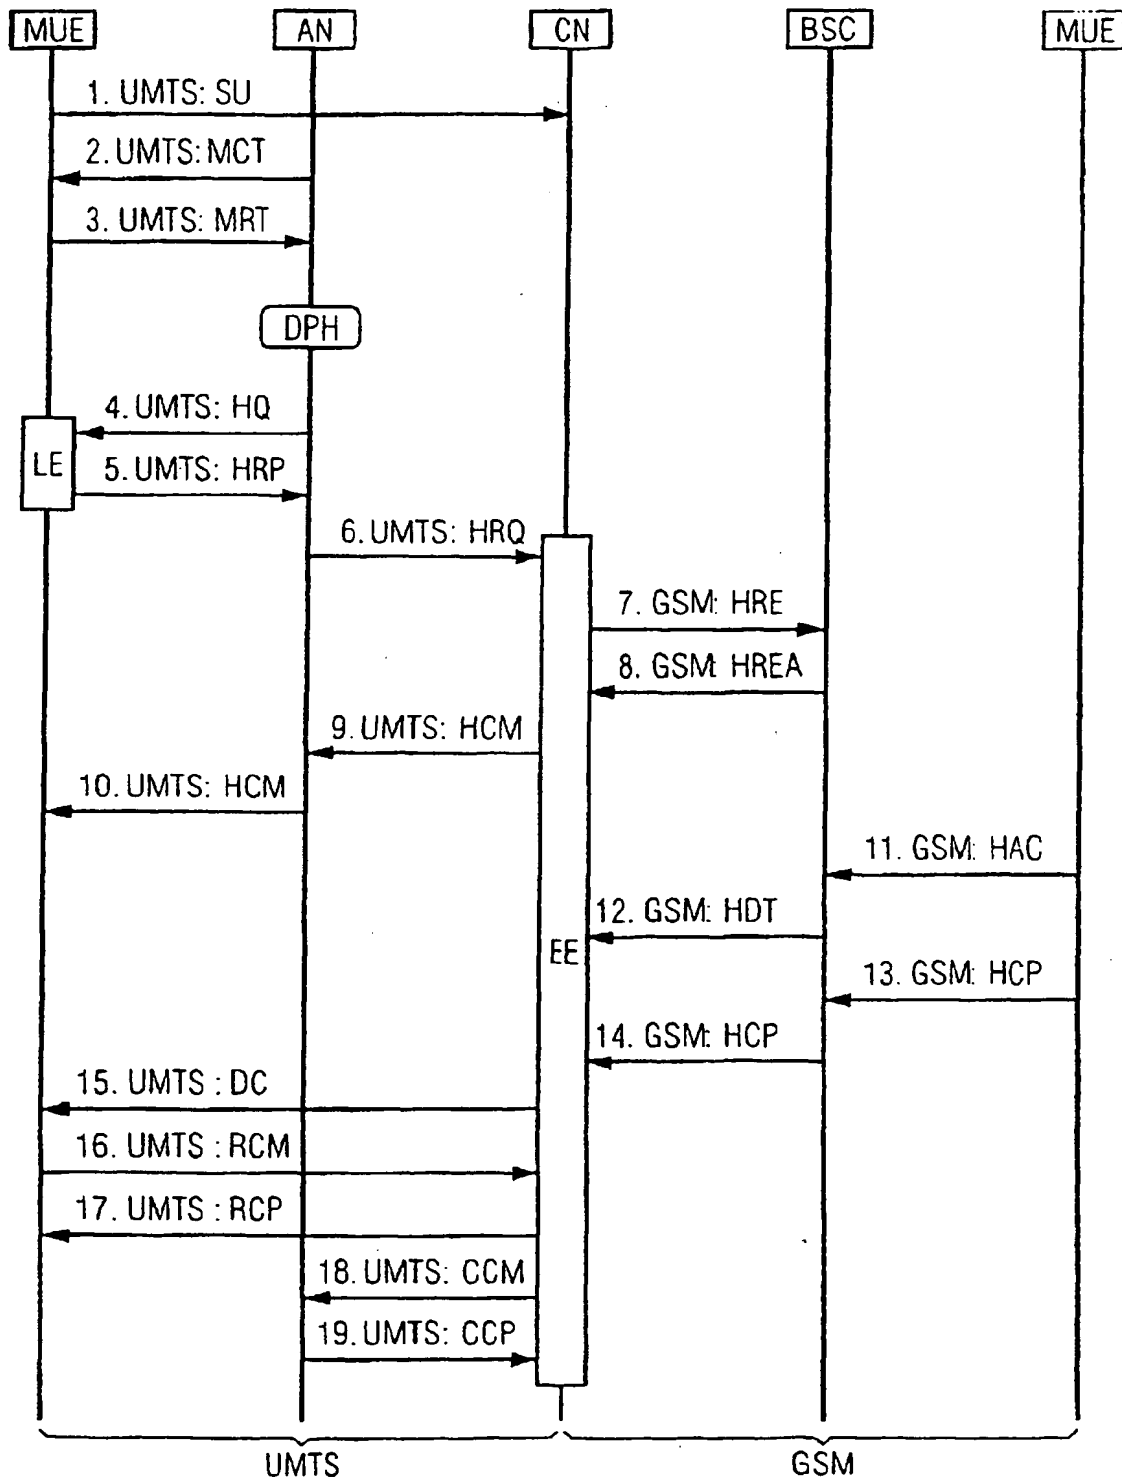 MUE AN CN BSC MUE
1. UMTS: SU
2. UMTS: MCT
3. UMTS: MRT
DPH
4. UMTS: HQ
LE
5. UMTS: HRP
6. UMTS: HRQ
7. GSM: HRE
8. GSM: HREA
9. UMTS: HCM
10. UMTS: HCM
11. GSM: HAC
12. GSM: HDT
EE
13. GSM: HCP
14. GSM: HCP
15. UMTS : DC
16. UMTS : RCM
17. UMTS : RCP
18. UMTS: CCM
19. UMTS: CCP
UMTS GSM